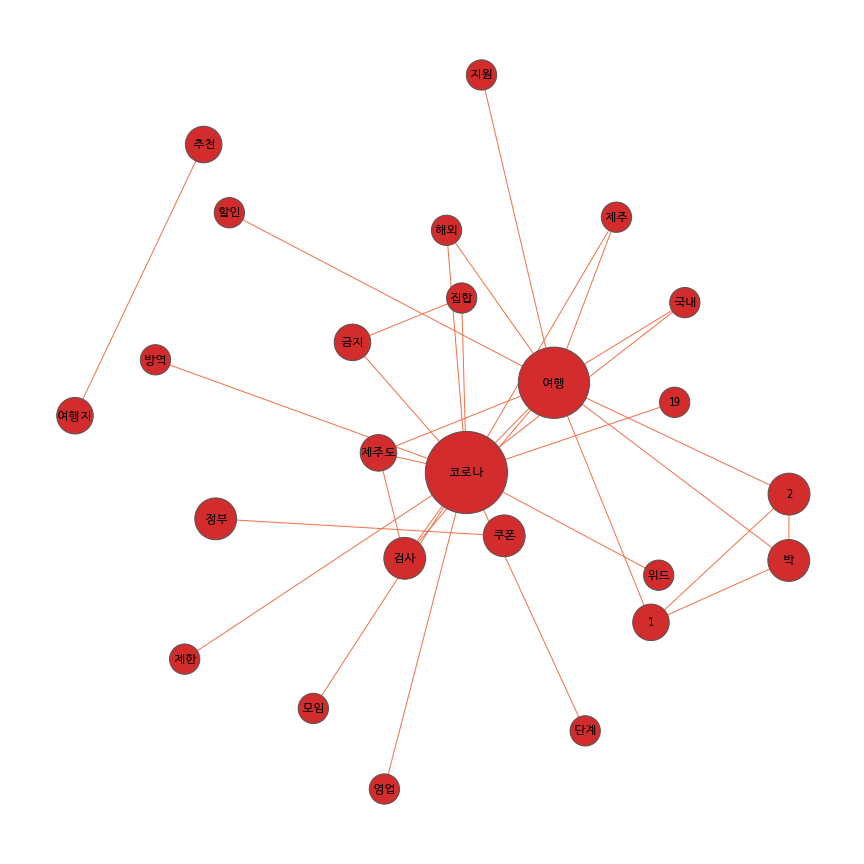 지원
추천
할인
제주
해외
집합
국내
금지
방역
여행
19
여행지
제주도
코로나
2
정부
쿠폰
검사
박
위드
1
제한
모임
단계
영업